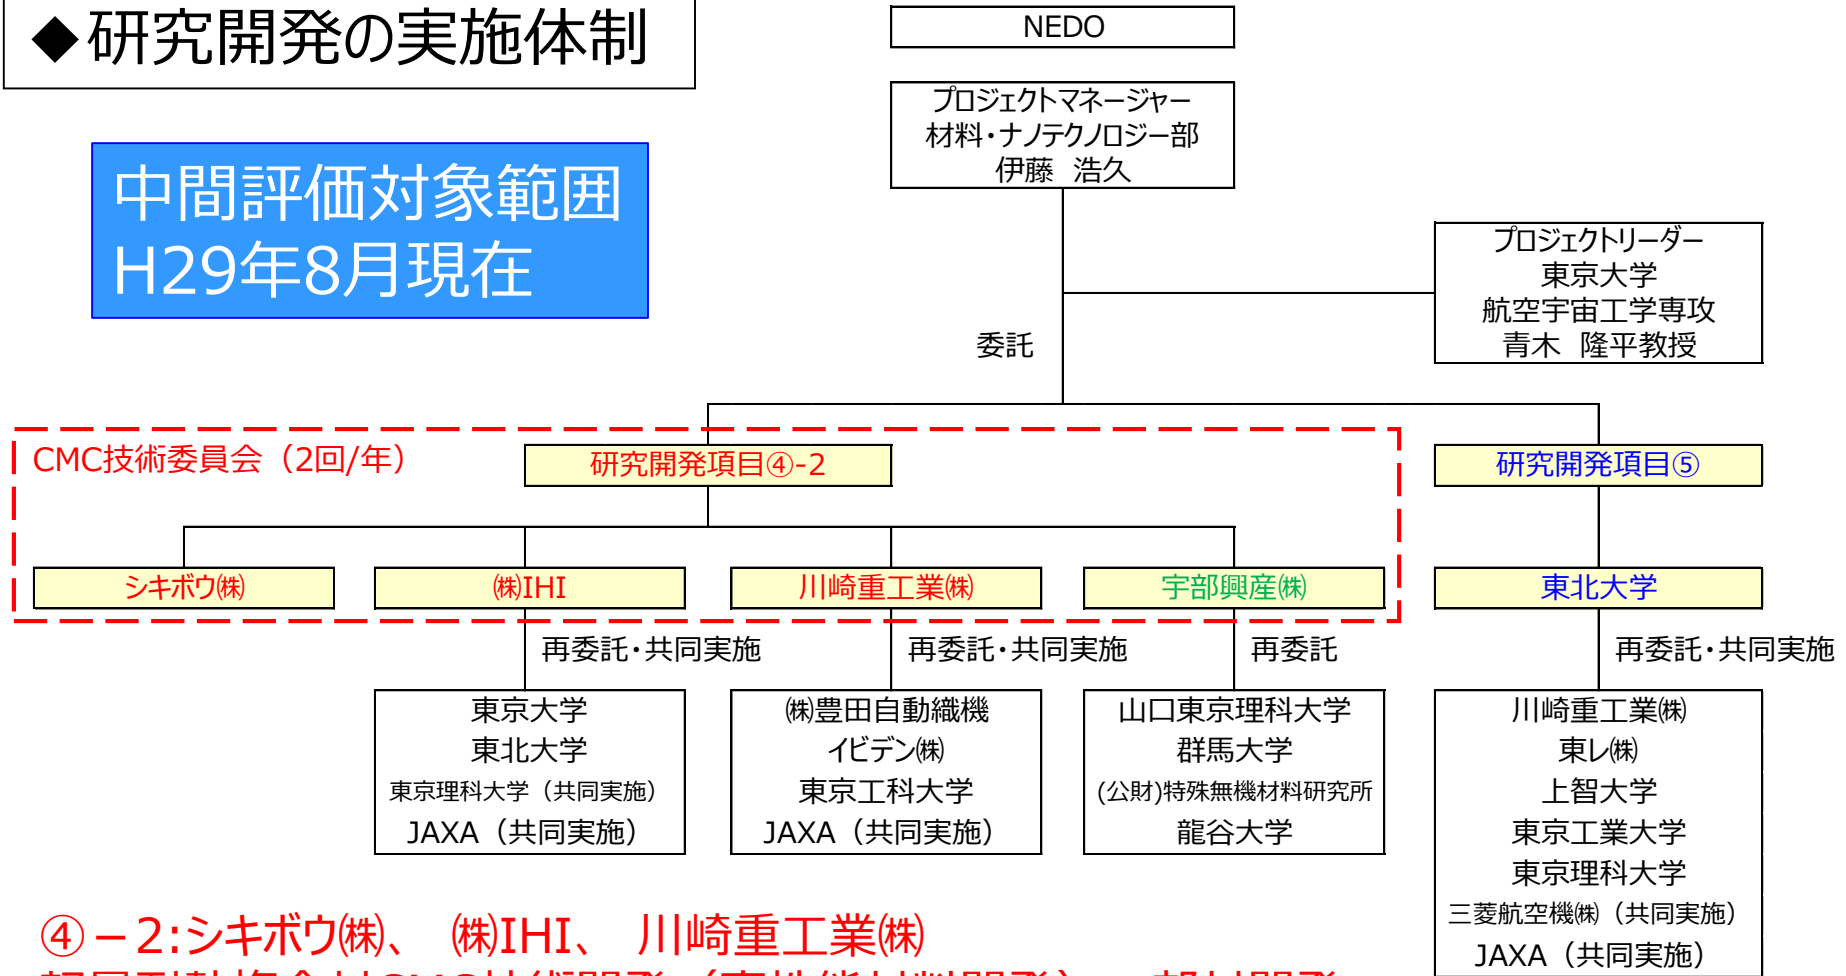 ◆研究開発の実施体制
NEDO
プロジェクトマネージャー
材料・ナノテクノロジー部
伊藤　浩久
中間評価対象範囲
H29年8月現在
プロジェクトリーダー
東京大学
航空宇宙工学専攻
青木　隆平教授
委託
CMC技術委員会（2回/年）
研究開発項目④-2
研究開発項目⑤
シキボウ㈱
㈱IHI
川崎重工業㈱
宇部興産㈱
東北大学
再委託・共同実施
再委託・共同実施
再委託
再委託・共同実施
東京大学
東北大学
東京理科大学（共同実施）
JAXA（共同実施）
㈱豊田自動織機
イビデン㈱
東京工科大学
JAXA（共同実施）
山口東京理科大学
群馬大学
(公財)特殊無機材料研究所
龍谷大学
川崎重工業㈱
東レ㈱
上智大学
東京工業大学
東京理科大学
三菱航空機㈱（共同実施）
JAXA（共同実施）
④－2:シキボウ㈱、 ㈱IHI、 川崎重工業㈱